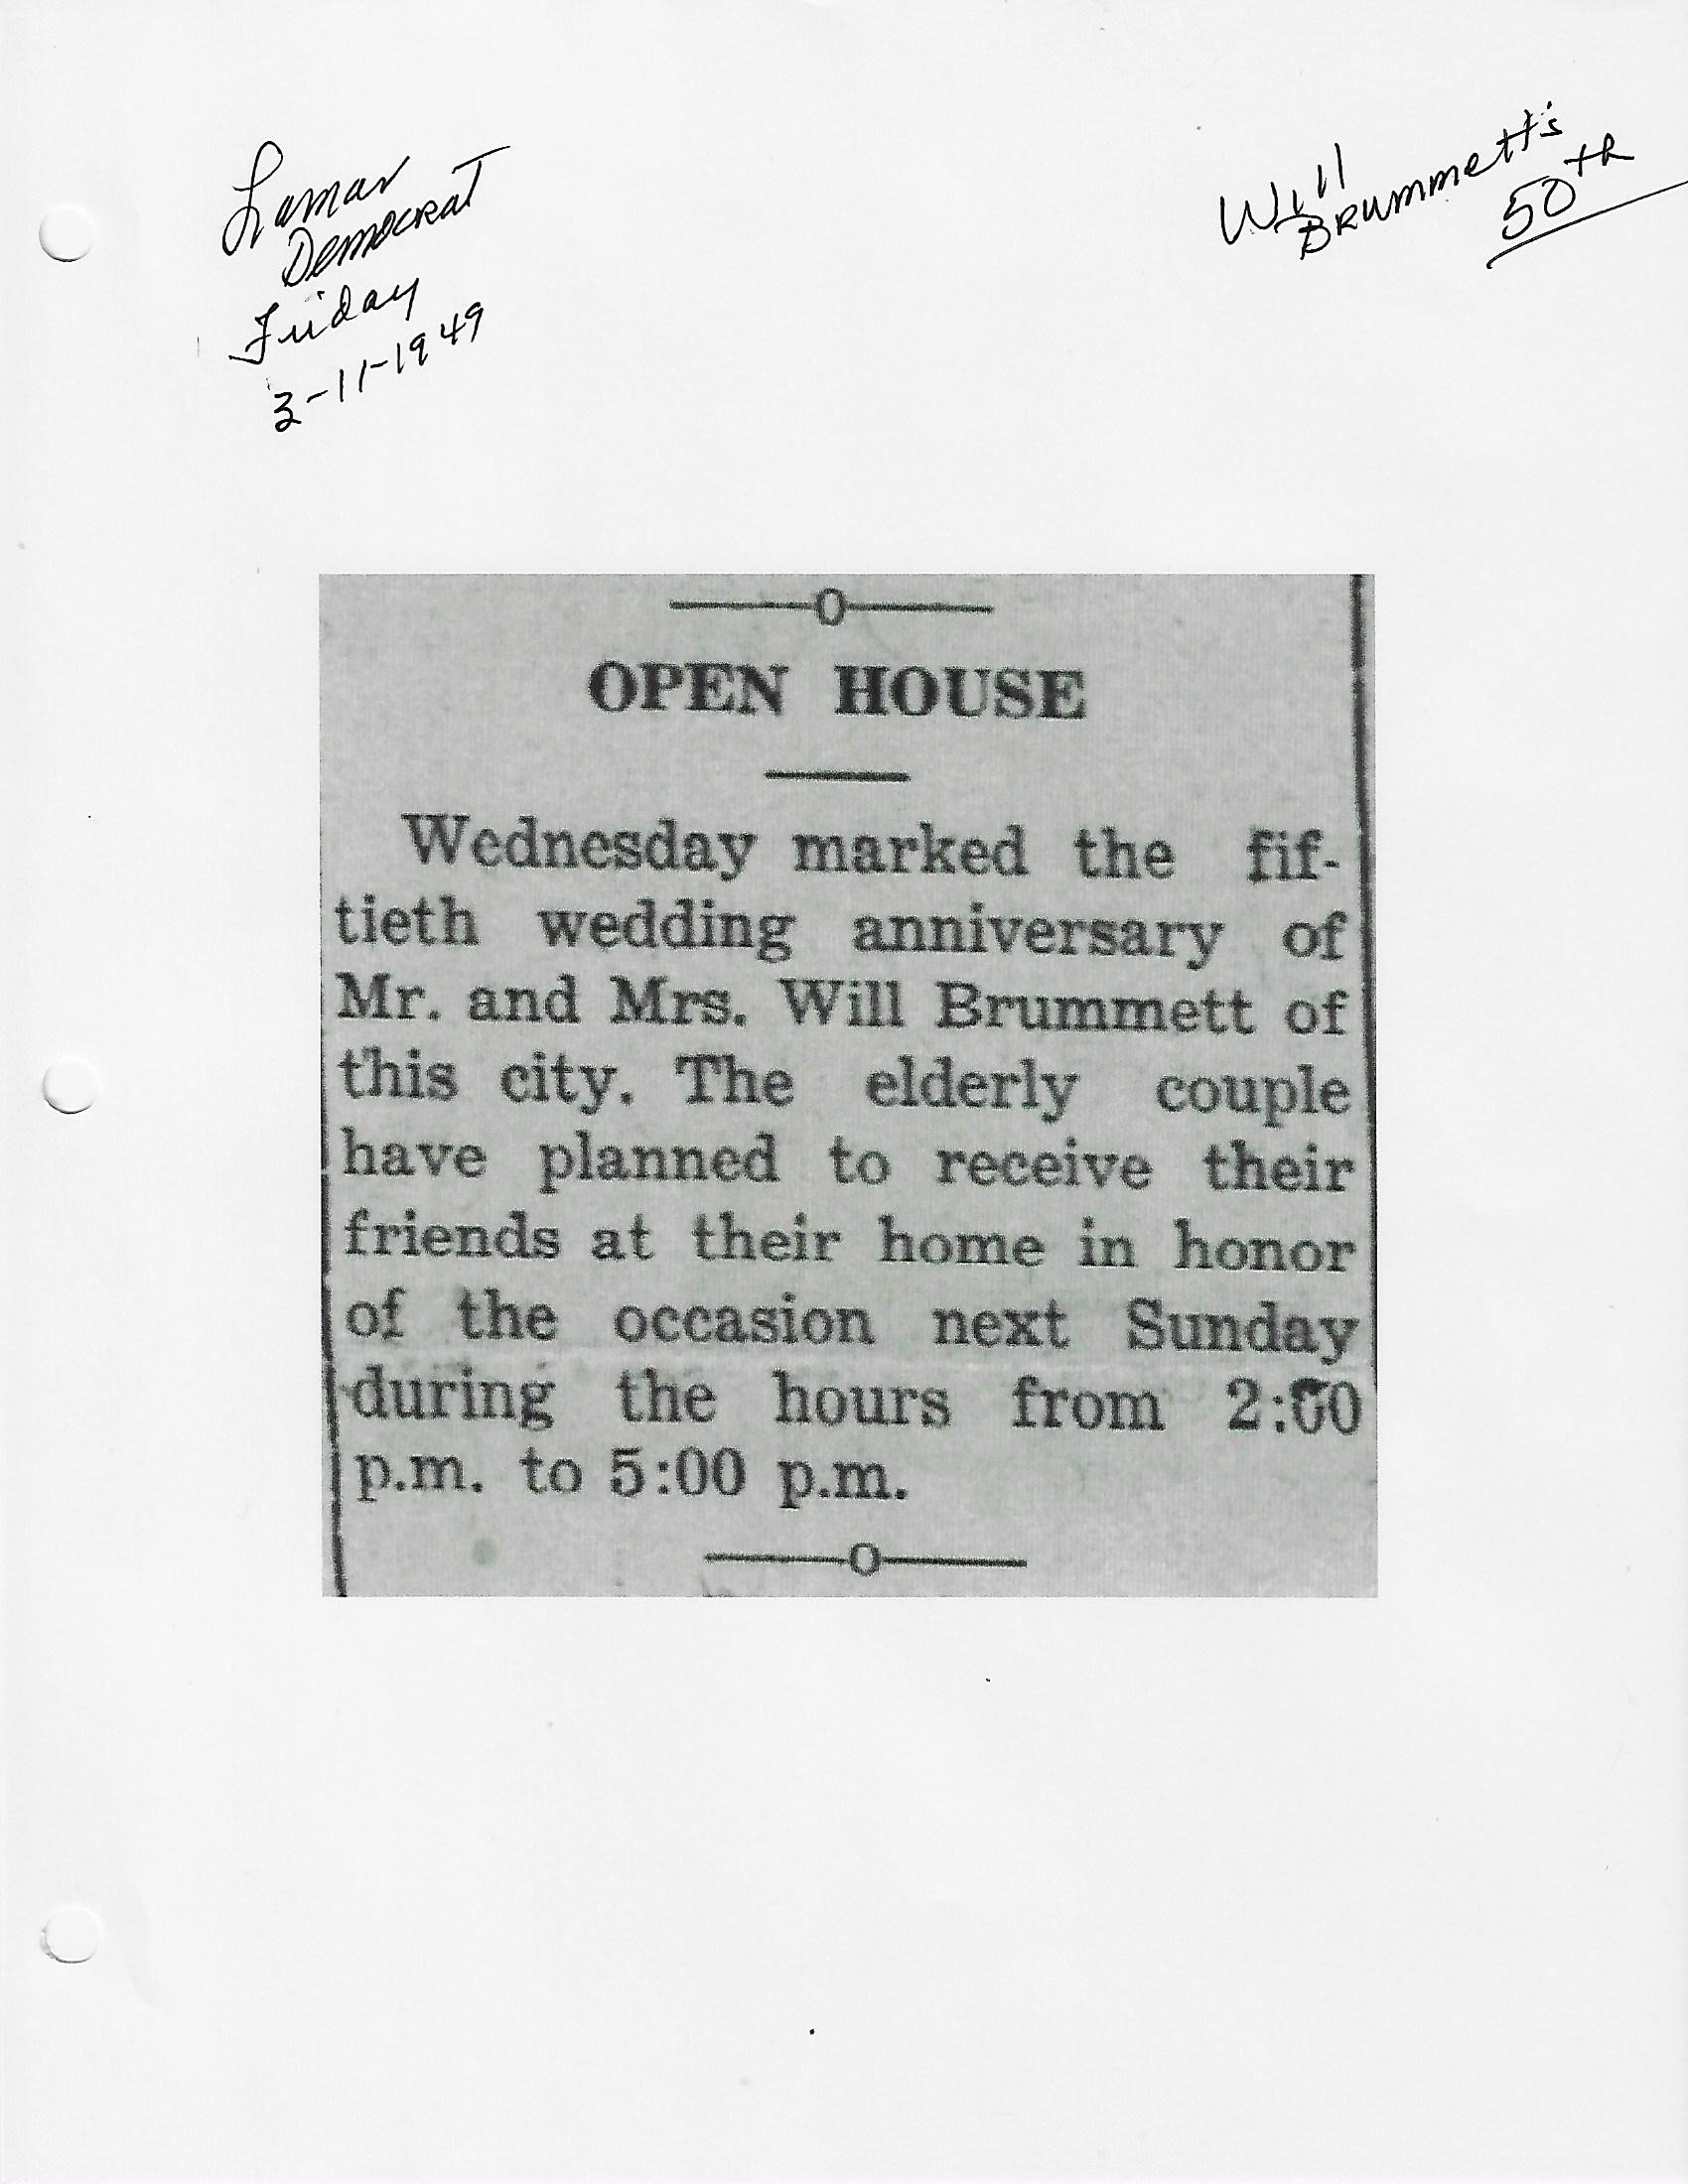 Lamar
Democrat
Friday
3-11-1949
Will
Brummett's
50th
OPEN HOUSE
Wednesday marked the fif-
tieth wedding anniversary of
Mr. and Mrs. Will Brummett of
this city. The elderly couple
have planned to receive their
friends at their home in honor
of the occasion next Sunday
during the hours from 2:00
p.m. to 5:00 p.m.